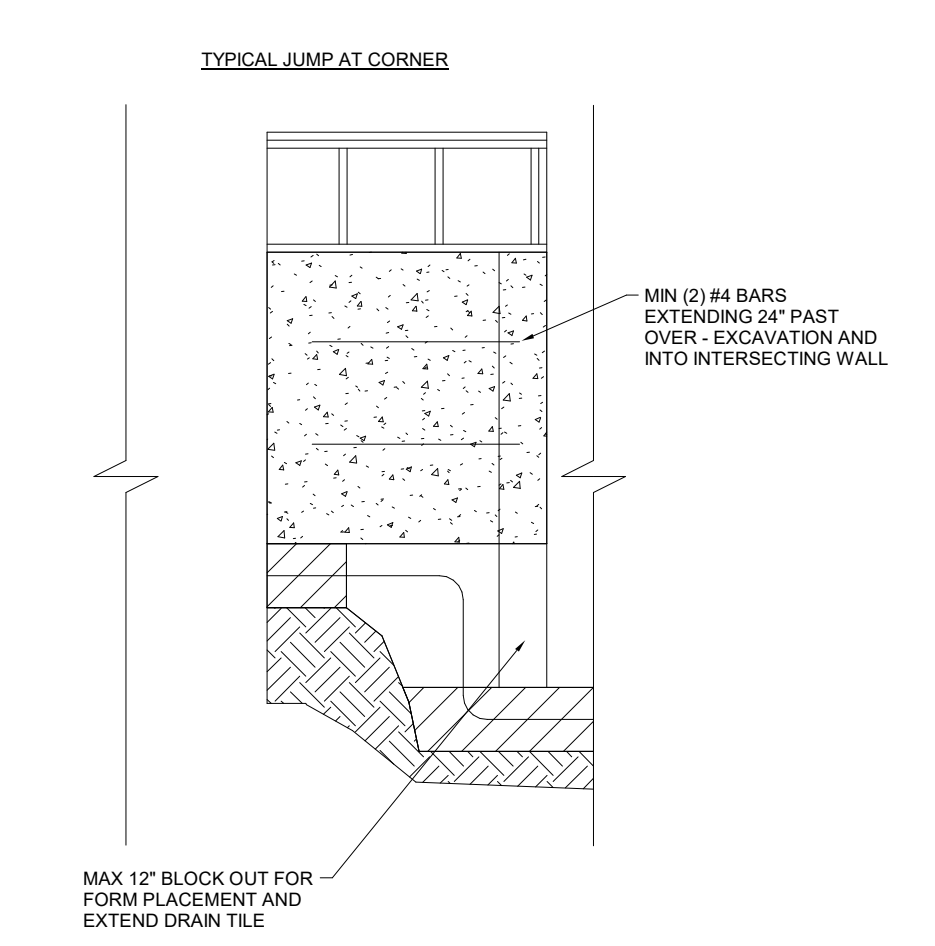 TYPICAL JUMP AT CORNER
MIN (2) #4 BARS
EXTENDING 24" PAST
OVER - EXCAVATION AND
INTO INTERSECTING WALL
MAX 12" BLOCK OUT FOR
FORM PLACEMENT AND
EXTEND DRAIN TILE